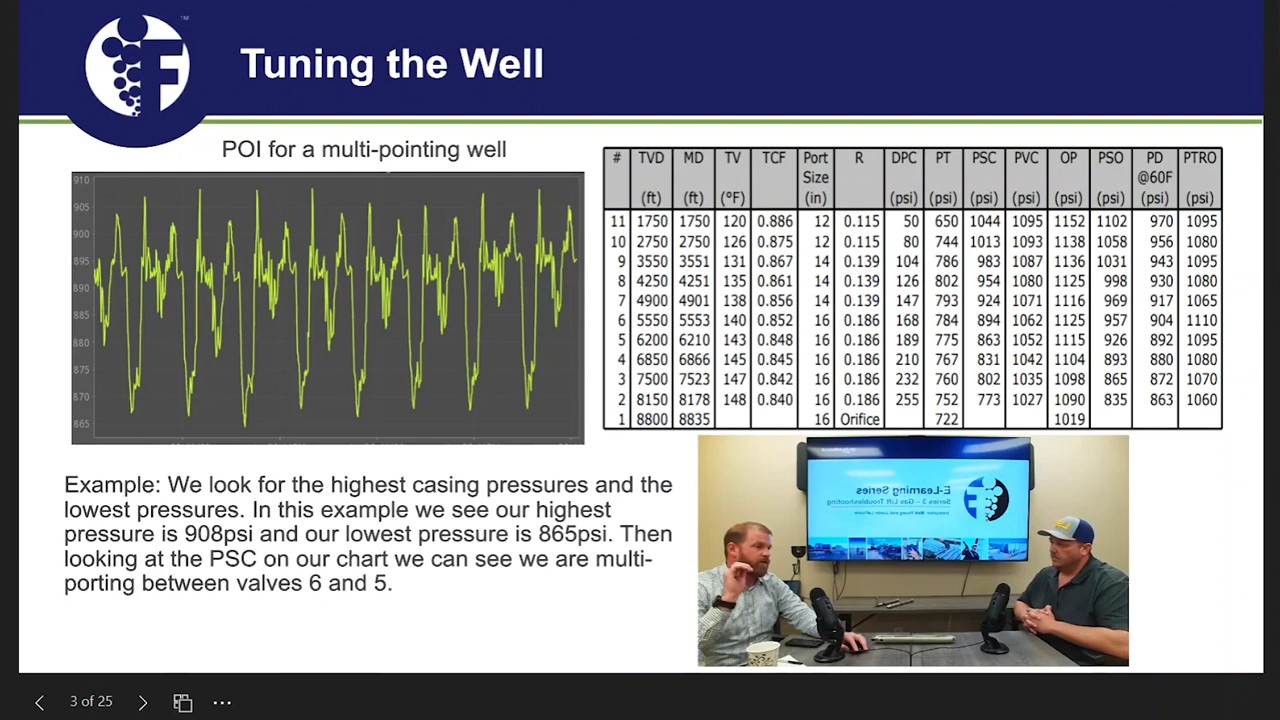 Tuning the Well
F
TM
POI for a multi-pointing well
910
905
900
895
890
885
880
875
870
865
# TVD MD TV TCF Port R DPC PT PSC PVC OP PSO PD PTRO
Size @60F
(ft) (ft) (°F) (in) (psi) (psi) (psi) (psi) (psi) (psi) (psi) (psi)
11 1750 1750 120 0.886 12 0.115 50 650 1044 1095 1152 1102 970 1095
10 2750 2750 126 0.875 12 0.115 80 744 1013 1093 1138 1058 956 1080
9 3550 3551 131 0.867 14 0.139 104 786 983 1087 1136 1031 943 1095
8 4250 4251 135 0.861 14 0.139 126 802 954 1080 1125 998 930 1080
7 4900 4901 138 0.856 14 0.139 147 793 924 1071 1116 969 917 1065
6 5550 5553 140 0.852 16 0.186 168 784 894 1062 1125 957 904 1110
5 6200 6210 143 0.848 16 0.186 189 775 863 1052 1115 926 892 1095
4 6850 6866 145 0.845 16 0.186 210 767 831 1042 1104 893 880 1080
3 7500 7523 147 0.842 16 0.186 232 760 802 1035 1098 865 872 1070
2 8150 8178 148 0.840 16 0.186 255 752 773 1027 1090 835 863 1060
1 8800 8835 16 Orifice 722 1019
Example: We look for the highest casing pressures and the
lowest pressures. In this example we see our highest
pressure is 908psi and our lowest pressure is 865psi. Then
looking at the PSC on our chart we can see we are multi-
porting between valves 6 and 5.
E-Learning Series
Series 3 - Gas Lift Troubleshooting
3 of 25